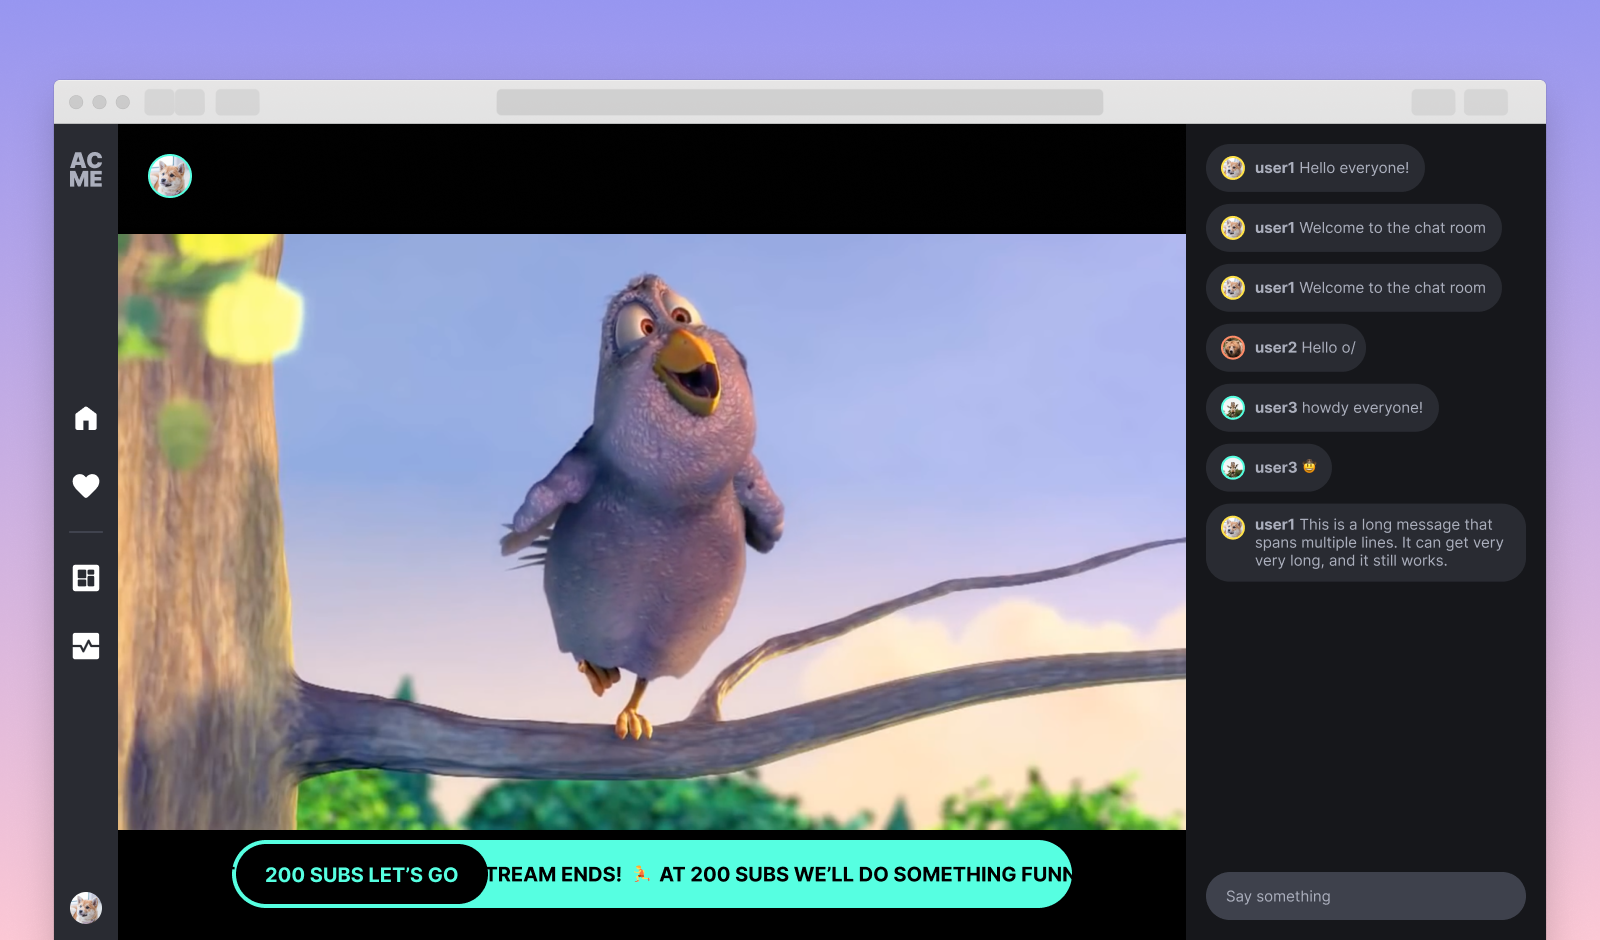 AC
ME
user1 Hello everyone!
user1 Welcome to the chat room
user1 Welcome to the chat room
user2 Hello o/
user3 howdy everyone!
user3 🤠
user1 This is a long message that
spans multiple lines. It can get very
very long, and it still works.
200 SUBS LET’S GO
TREAM ENDS! 🏃 AT 200 SUBS WE’LL DO SOMETHING FUNN
Say something